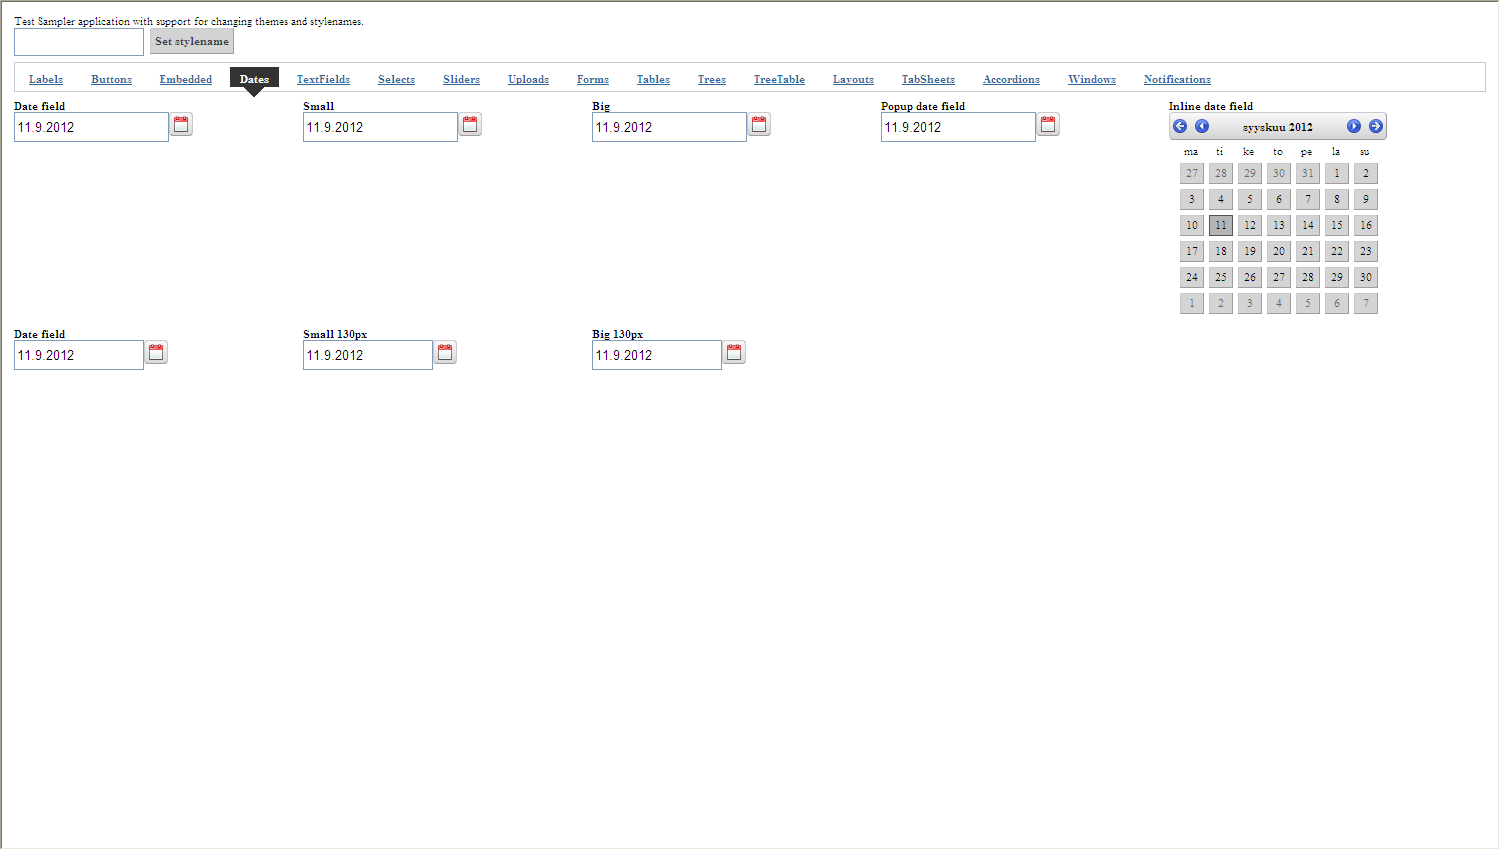 Test Sampler application with support for changing themes and stylenames.
Set stylename
Labels Buttons Embedded Dates TextFields Selects Sliders Uploads Forms Tables Trees TreeTable Layouts TabSheets Accordions Windows Notifications
Date field Small Big Popup date field Inline date field
11.9.2012 11.9.2012 11.9.2012 11.9.2012 syyskuu 2012
ma ti ke to pe la su
27 28 29 30 31 1 2
3 4 5 6 7 8 9
10 11 12 13 14 15 16
17 18 19 20 21 22 23
24 25 26 27 28 29 30
1 2 3 4 5 6 7
Date field Small 130px Big 130px
11.9.2012 11.9.2012 11.9.2012